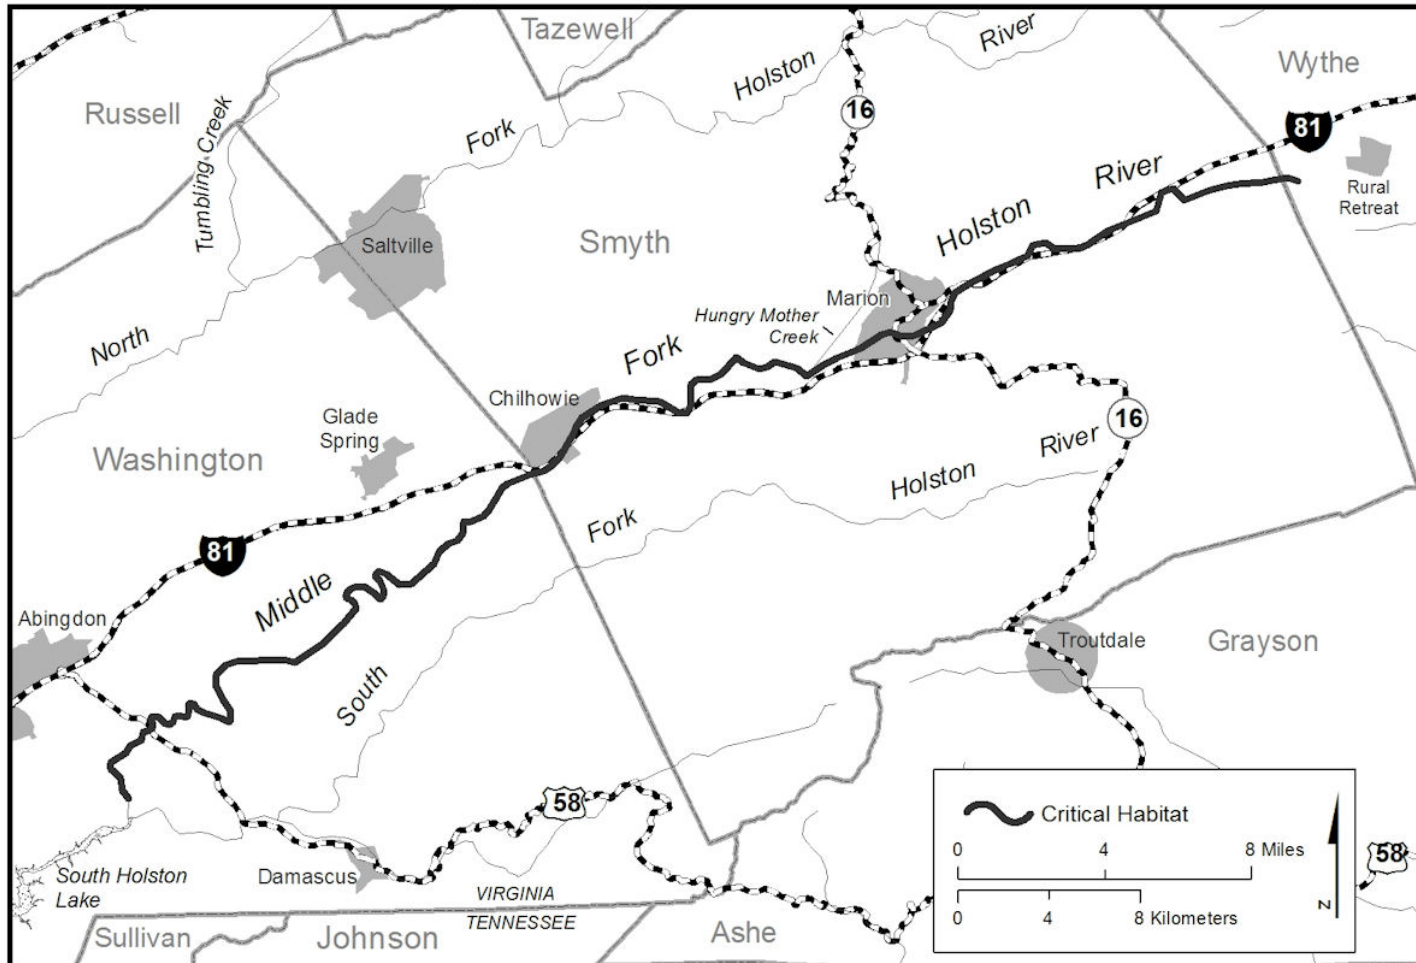 Tazewell
River
Holston
Wythe
Russell
Tumbling Creek
Fork
16
81
River
Rural
Retreat
Holston
Saltville
Smyth
Marion
Hungry Mother
Creek
North
Fork
Chilhowie
Glade
Spring
16
River
Washington
Holston
Fork
81
Middle
Abingdon
Troutdale
Grayson
South
58
Critical Habitat
0 4 8 Miles
0 4 8 Kilometers
N
58
South Holston
Lake
Damascus
VIRGINIA
TENNESSEE
Sullivan
Johnson
Ashe